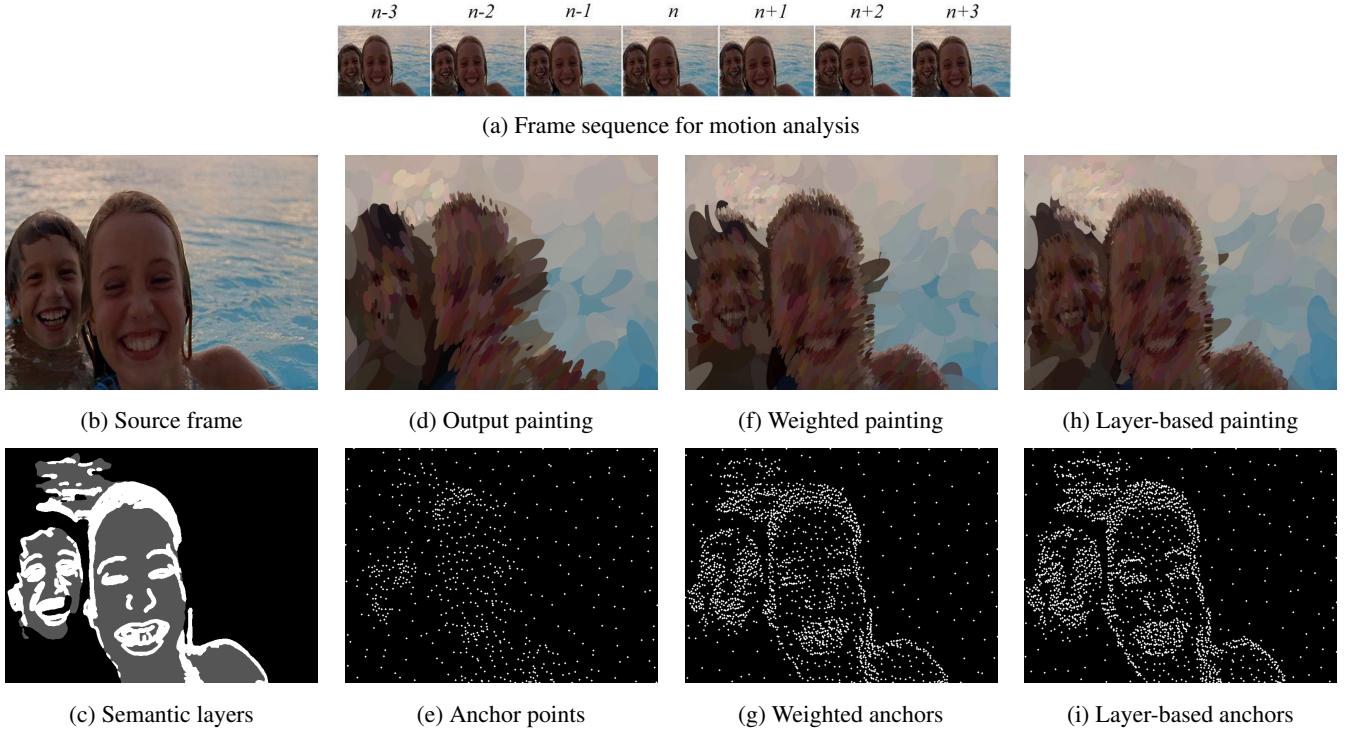 n-3 n-2 n-1 n n+1 n+2 n+3
(a) Frame sequence for motion analysis
(b) Source frame
(d) Output painting
(f) Weighted painting
(h) Layer-based painting
(c) Semantic layers
(e) Anchor points
(g) Weighted anchors
(i) Layer-based anchors